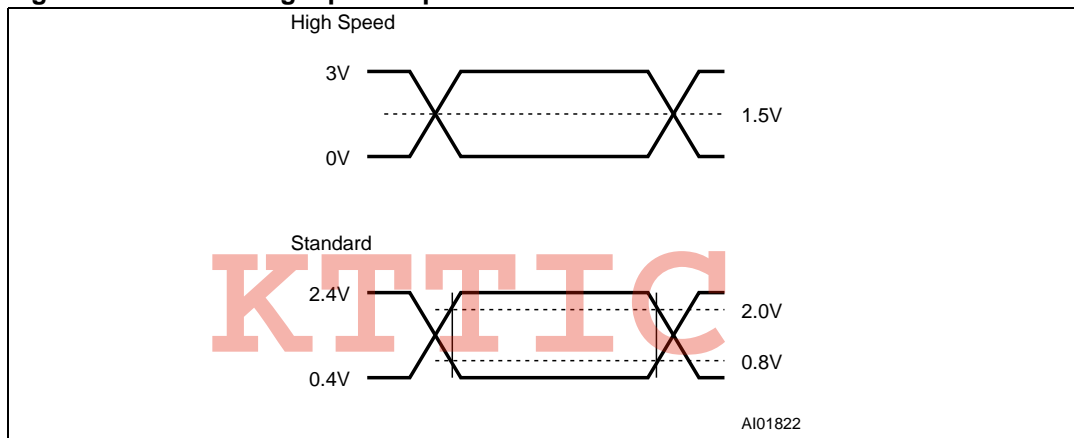 High Speed
3V
1.5V
0V
Standard
KTTIC
2.4V
2.0V
0.8V
0.4V
AI01822